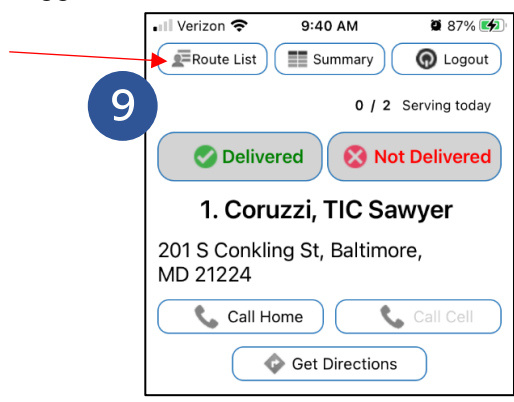 Verizon 9:40 AM 87%
Route List Summary Logout
9
0 / 2 Serving today
Delivered Not Delivered
1. Coruzzi, TIC Sawyer
201 S Conkling St, Baltimore,
MD 21224
Call Home Call Cell
Get Directions